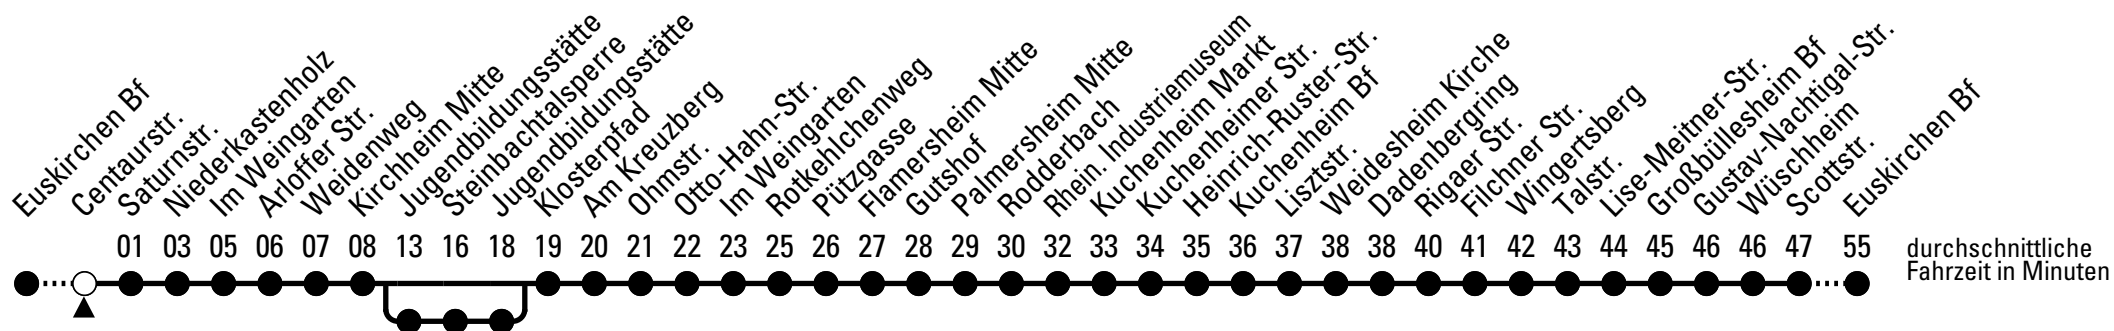 Euskirchen Bf
Centaurstr.
Saturnstr.
Niederkastenholz
Im Weingarten
Arloffer Str.
Weidenweg
Kirchheim Mitte
Jugendbildungsstätte
Steinbachtalsperre
Jugendbildungsstätte
Klosterpfad
Am Kreuzberg
Ohmstr.
Otto-Hahn-Str.
Im Weingarten
Rotkehlchenweg
Pützgasse
Flamersheim Mitte
Gutshof
Palmersheim Mitte
Rodderbach
Rhein. Industriemuseum
Kuchenheim Markt
Kuchenheimer Str.
Heinrich-Ruster-Str.
Kuchenheim Bf
Lisztstr.
Weidesheim Kirche
Dadenbergring
Rigaer Str.
Filchner Str.
Wingertsberg
Talstr.
Lise-Meitner-Str.
Großbüllesheim Bf
Gustav-Nachtigal-Str.
Wüschheim
Scottstr.
Euskirchen Bf
01 03 05 06 07 08 13 16 18 19 20 21 22 23 25 26 27 28 29 30 32 33 34 35 36 37 38 38 40 41 42 43 44 45 46 46 47 55
durchschnittliche
Fahrzeit in Minuten